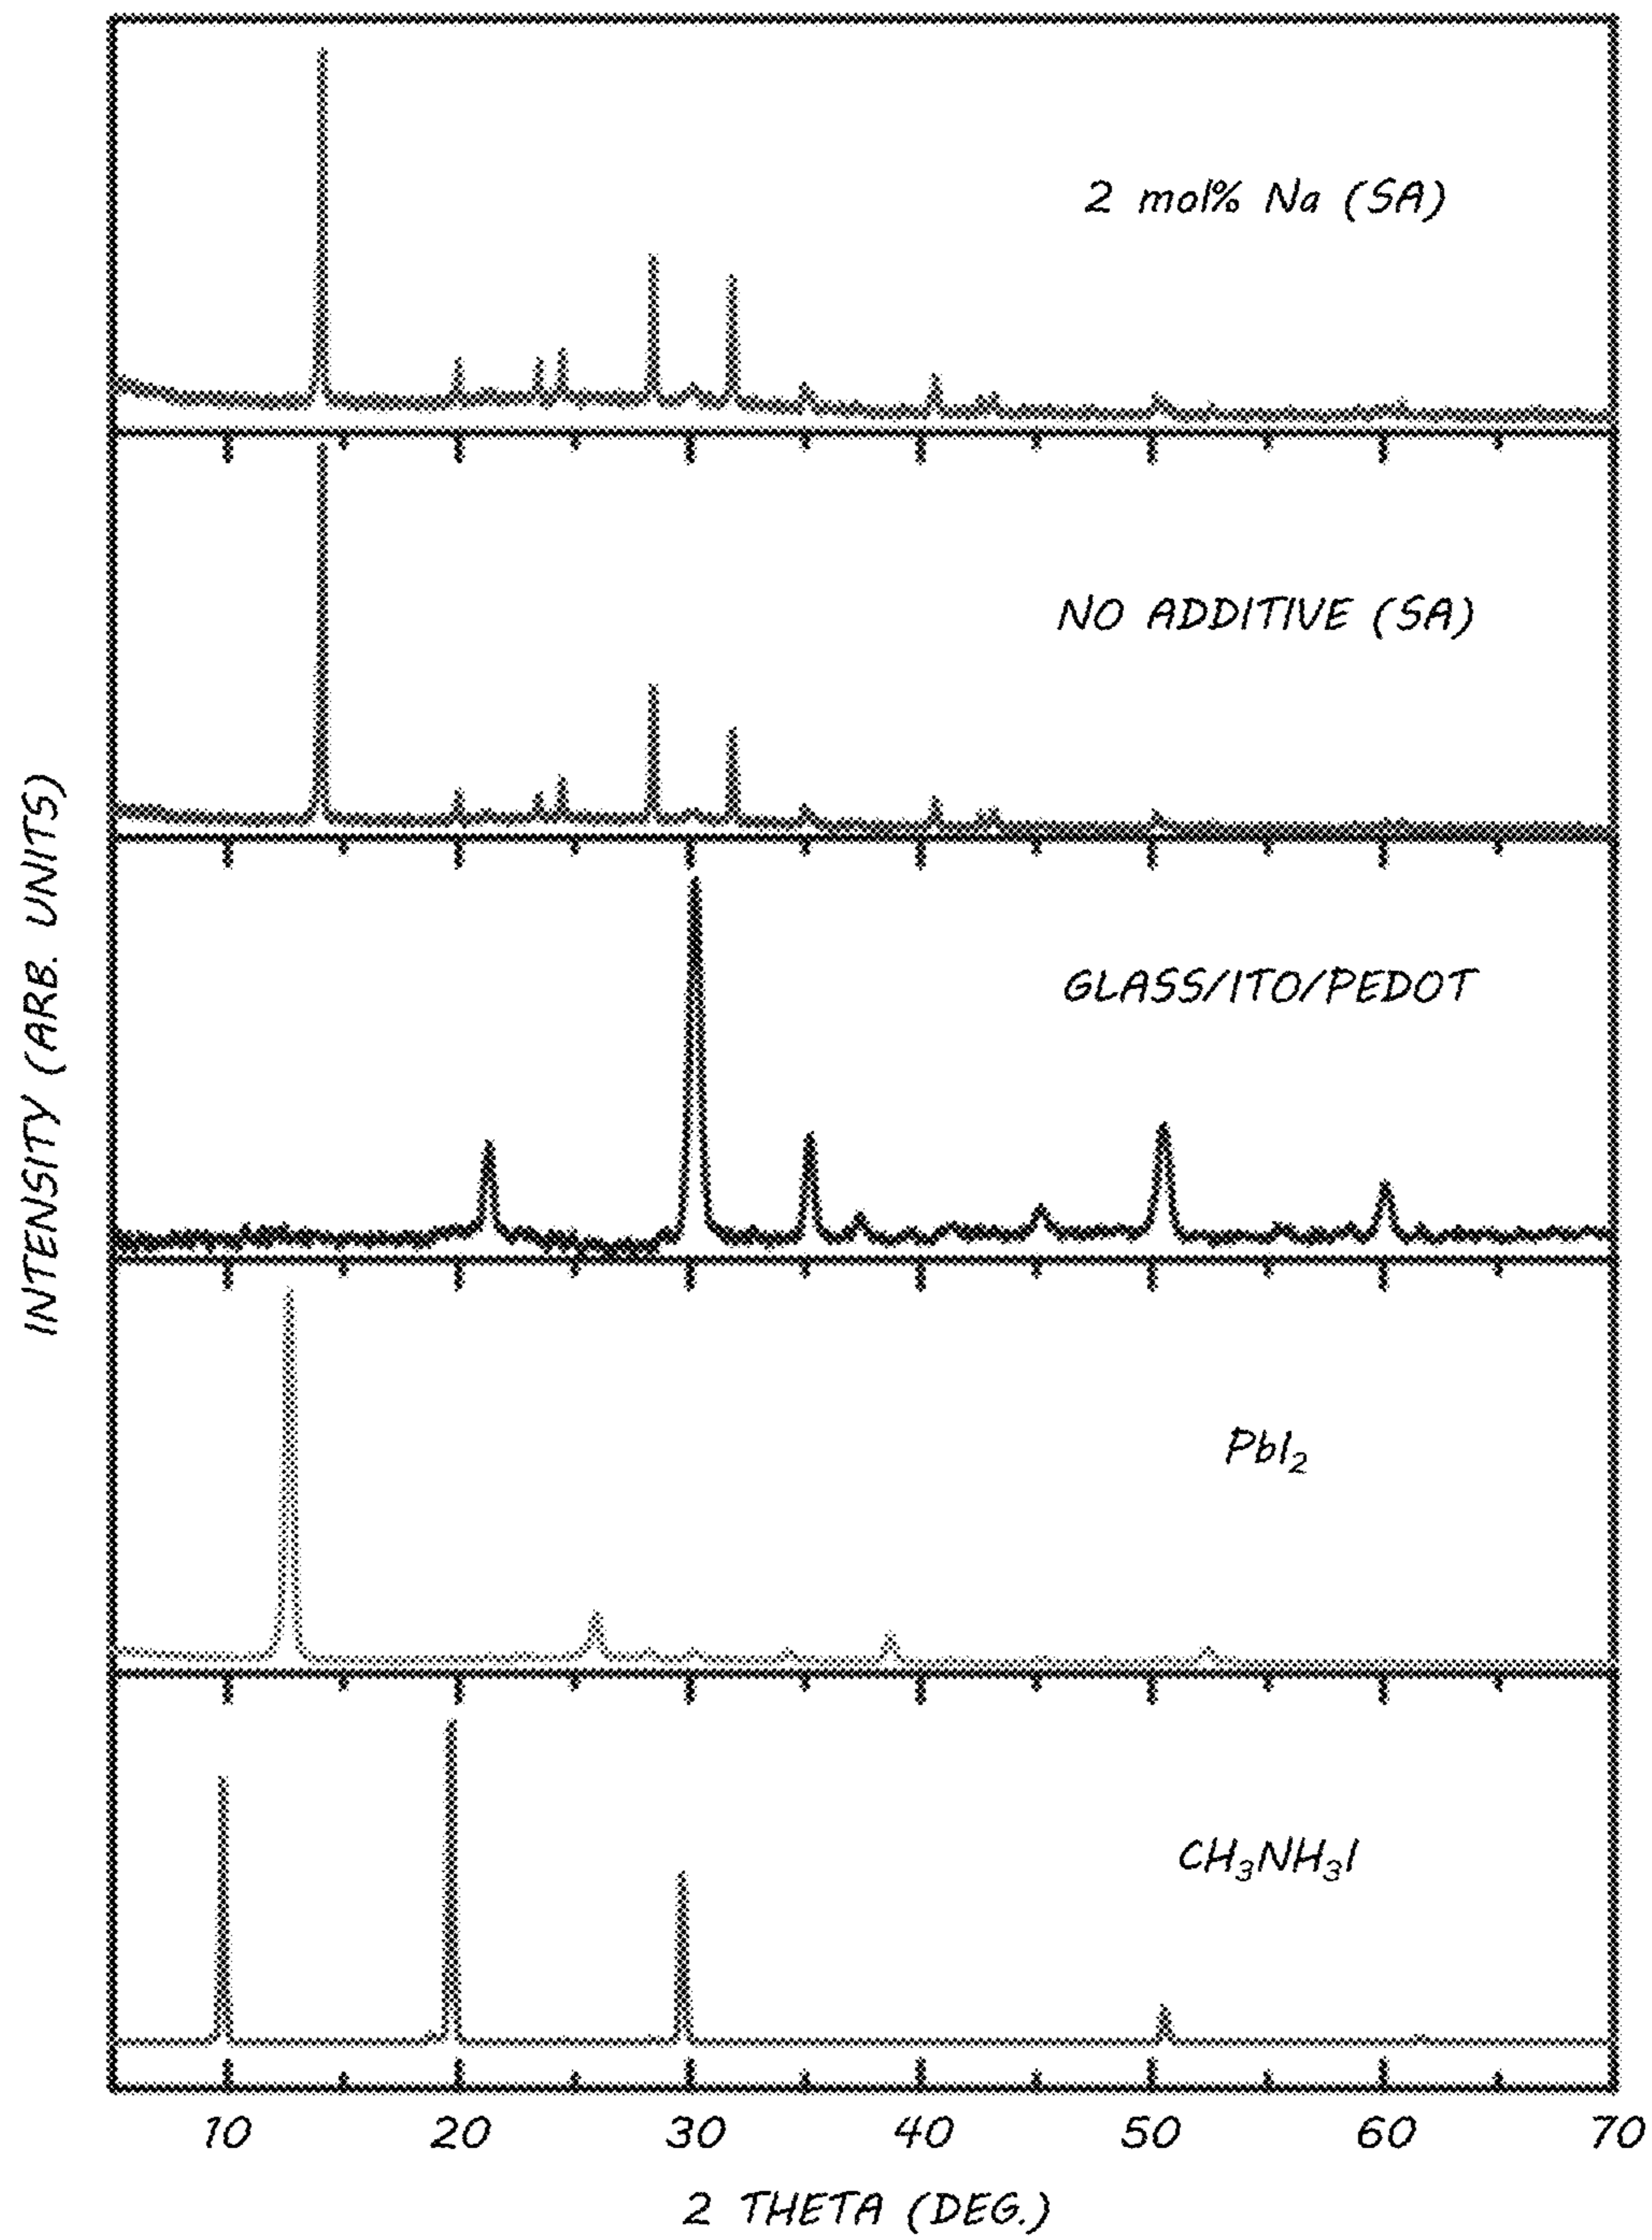 2 mol% Na (SA)
NO ADDITIVE (SA)
GLASS/ITO/PEDOT
PbI₂
CH₃NH₃I
INTENSITY (ARB. UNITS)
10 20 30 40 50 60 70
2 THETA (DEG.)